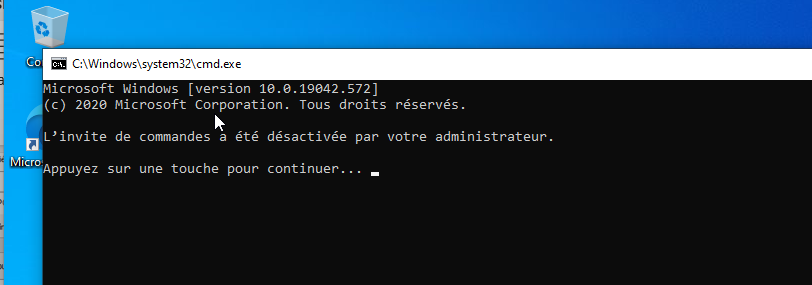 Co
C:\Windows\system32\cmd.exe
Microsoft Windows [version 10.0.19042.572]
(c) 2020 Microsoft Corporation. Tous droits réservés.
L’invite de commandes a été désactivée par votre administrateur.
Micros
Appuyez sur une touche pour continuer...